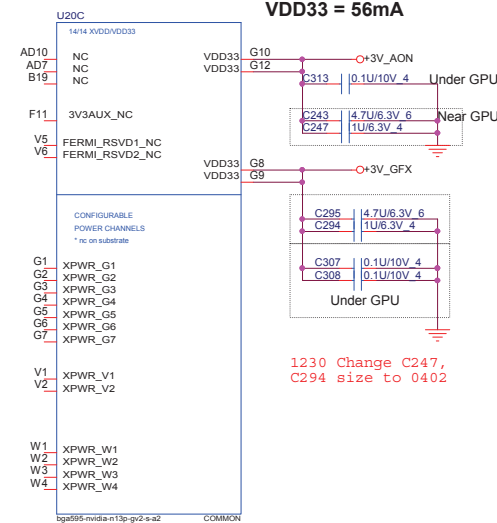 VDD33 = 56mA
U20C
14/14 XVDD/VDD33
AD10 NC VDD33 G10 +3V_AON
AD7 NC VDD33 G12
B19 NC C313 0.1U/10V_4 Under GPU
F11 3V3AUX_NC C243 4.7U/6.3V_6 Near GPU
C247 1U/6.3V_4
V5 FERMI_RSVD1_NC
V6 FERMI_RSVD2_NC
VDD33 G8 +3V_GFX
VDD33 G9
CONFIGURABLE
POWER CHANNELS
* nc on substrate
C295 4.7U/6.3V_6
C294 1U/6.3V_4
G1 XPWR_G1
G2 XPWR_G2
G3 XPWR_G3
G4 XPWR_G4
G5 XPWR_G5
G6 XPWR_G6
G7 XPWR_G7
C307 0.1U/10V_4
C308 0.1U/10V_4
Under GPU
1230 Change C247,
C294 size to 0402
V1 XPWR_V1
V2 XPWR_V2
W1 XPWR_W1
W2 XPWR_W2
W3 XPWR_W3
W4 XPWR_W4
bga595-nvidia-n13p-gv2-s-a2 COMMON